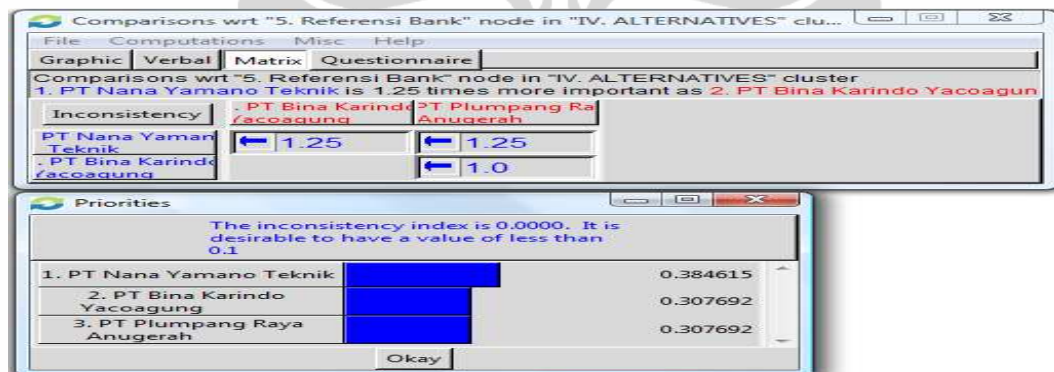 Comparisons wrt "5. Referensi Bank" node in "IV. ALTERNATIVES" clu...
File Computations Misc Help
Graphic Verbal Matrix Questionnaire
Comparisons wrt "5. Referensi Bank" node in "IV. ALTERNATIVES" cluster
1. PT Nana Yamano Teknik is 1.25 times more important as 2. PT Bina Karindo Yacoagun
Inconsistency . PT Bina Karindo PT Plumpang Ra
Yacoagung Anugerah
PT Nana Yaman 1.25 1.25
Teknik
. PT Bina Karindo 1.0
Yacoagung
Priorities
The inconsistency index is 0.0000. It is
desirable to have a value of less than
0.1
1. PT Nana Yamano Teknik 0.384615
2. PT Bina Karindo
Yacoagung 0.307692
3. PT Plumpang Raya
Anugerah 0.307692
Okay